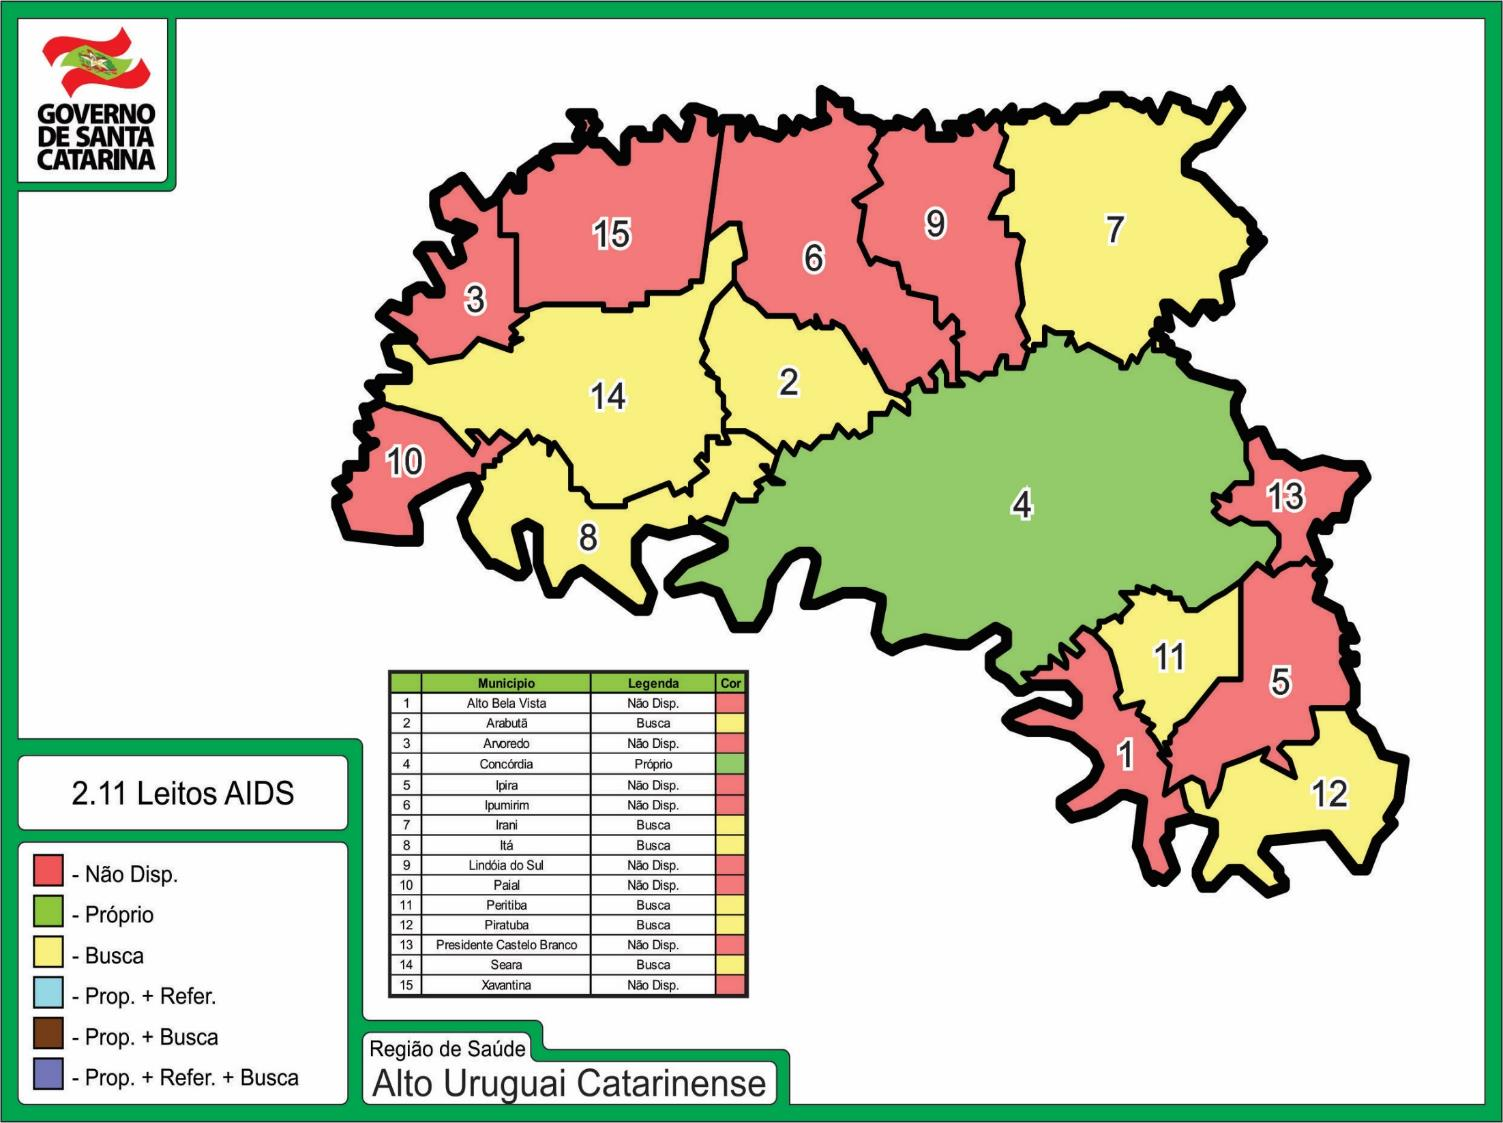 GOVERNO
DE SANTA
CATARINA
15
6
9
7
3
14
2
10
8
4
13
11
5
1
12
Municipio Legenda Cor
1 Alto Bela Vista Não Disp.
2 Arabutã Busca
3 Arvoredo Não Disp.
4 Concórdia Próprio
5 Ipira Não Disp.
6 Ipumirim Não Disp.
7 Irani Busca
8 Itá Busca
9 Lindóia do Sul Não Disp.
10 Paial Não Disp.
11 Peritiba Busca
12 Piratuba Busca
13 Presidente Castelo Branco Não Disp.
14 Seara Busca
15 Xavantina Não Disp.
2.11 Leitos AIDS
- Não Disp.
- Próprio
- Busca
- Prop. + Refer.
- Prop. + Busca
- Prop. + Refer. + Busca
Região de Saúde
Alto Uruguai Catarinense